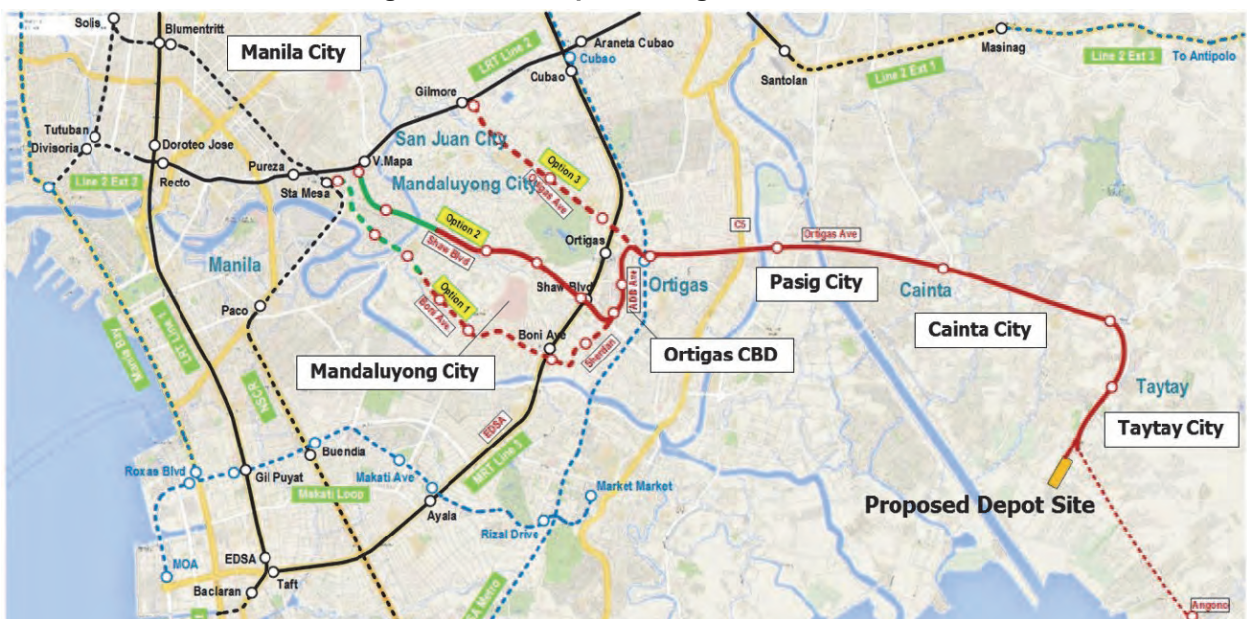 Solis
Blumentritt
Manila City
LRT Line 2
Araneta Cubao
Cubao
Cubao
Masinag
Santolan
Line 2 Ext 1
Line 2 Ext 3
To Antipolo
Gilmore
San Juan City
Tutuban
Divisoria
Doroteo Jose
Recto
Pureza
V.Mapa
Sta Mesa
Line 2 Ext 2
Mandaluyong City
Option 3
Ortigas Ave
Option 2
Shaw Blvd
C5
Ortigas Ave
Ortigas
Manila
Option 1
Boni Ave
Shaw Blvd
ADB Ave
Ortigas
Pasig City
Cainta
Paco
Boni Ave
Sheridan
Ortigas CBD
Cainta City
Manila Bay
LRT Line 1
Mandaluyong City
NSCR
EDSA
MRT Line 1
Taytay
Taytay City
Roxas Blvd
Buendia
Gil Puyat
Makati Ave
Makati Loop
Ayala
Market Market
Rizal Drive
Proposed Depot Site
MOA
EDSA
Taft
Baclaran
Metro
Angono